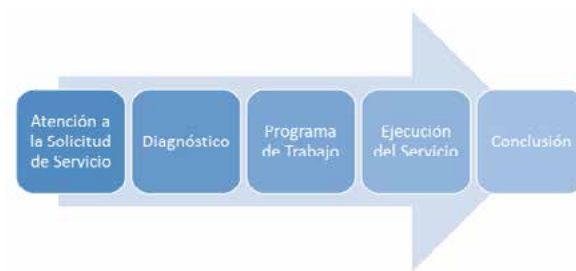 Atención a
la Solicitud
de Servicio
Diagnóstico
Programa
de Trabajo
Ejecución
del Servicio
Conclusión